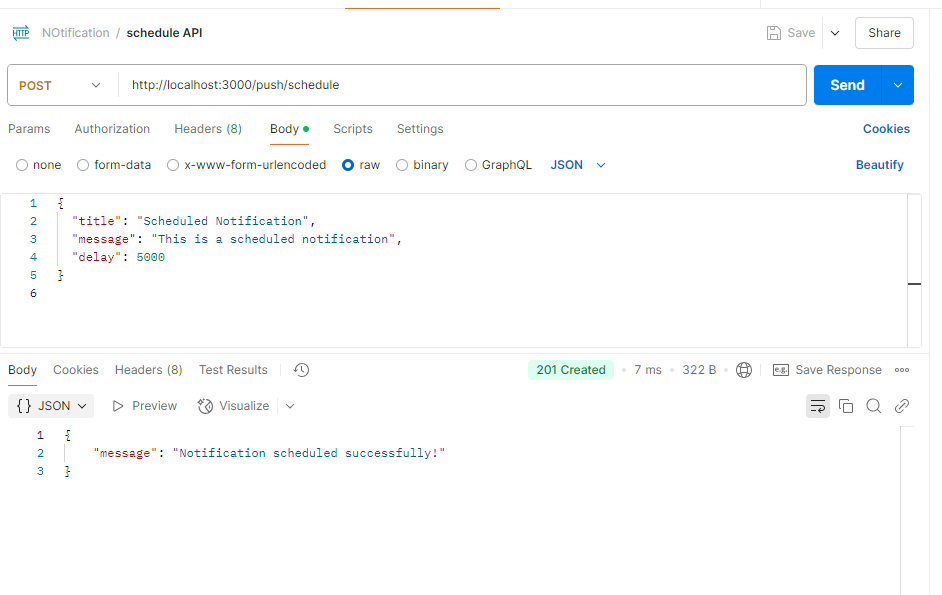 HTTP NOtification / schedule API Save Share
POST http://localhost:3000/push/schedule Send
Params Authorization Headers (8) Body Scripts Settings Cookies
none form-data x-www-form-urlencoded raw binary GraphQL JSON Beautify
1 {
2 "title": "Scheduled Notification",
3 "message": "This is a scheduled notification",
4 "delay": 5000
5 }
6
Body Cookies Headers (8) Test Results 201 Created 7 ms 322 B e.g. Save Response
{} JSON Preview Visualize
1 {
2 "message": "Notification scheduled successfully!"
3 }